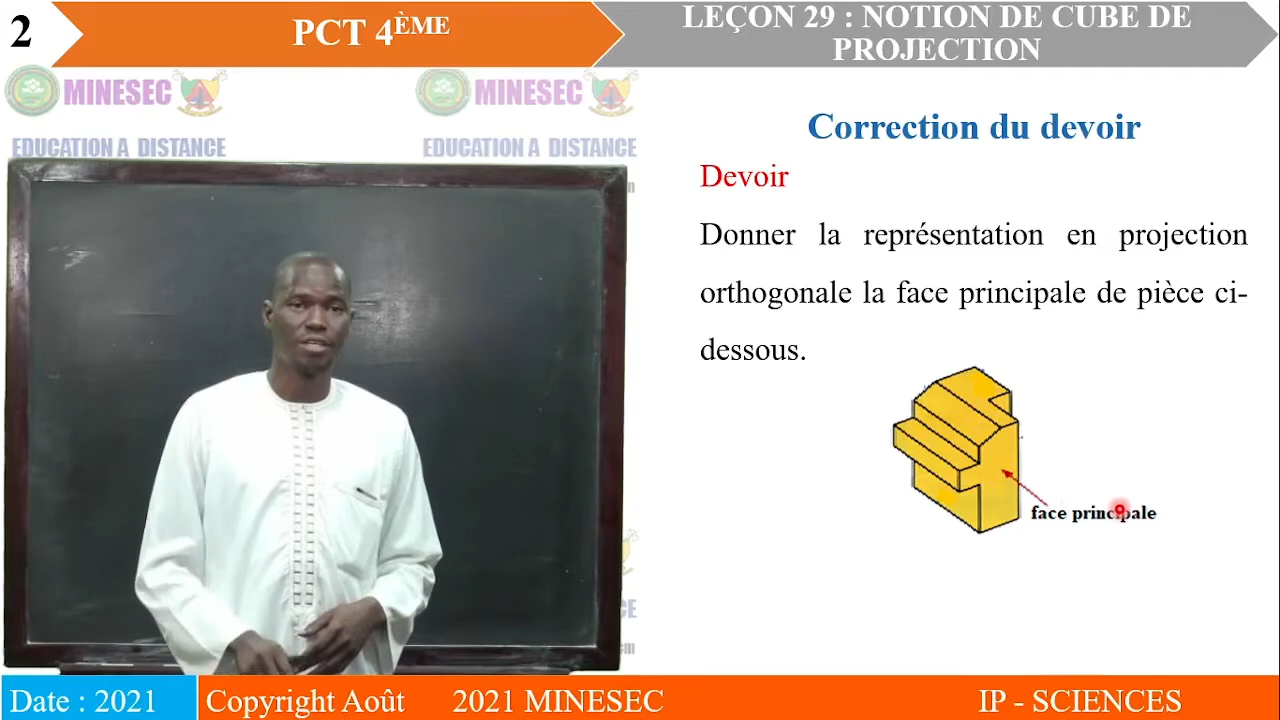 2
PCT 4ÈME
LEÇON 29 : NOTION DE CUBE DE
PROJECTION
MINESEC
MINESEC
EDUCATION A DISTANCE
EDUCATION A DISTANCE
Correction du devoir
Devoir
Donner la représentation en projection
orthogonale la face principale de pièce ci-
dessous.
face principale
Date : 2021
Copyright Août 2021 MINESEC
IP - SCIENCES